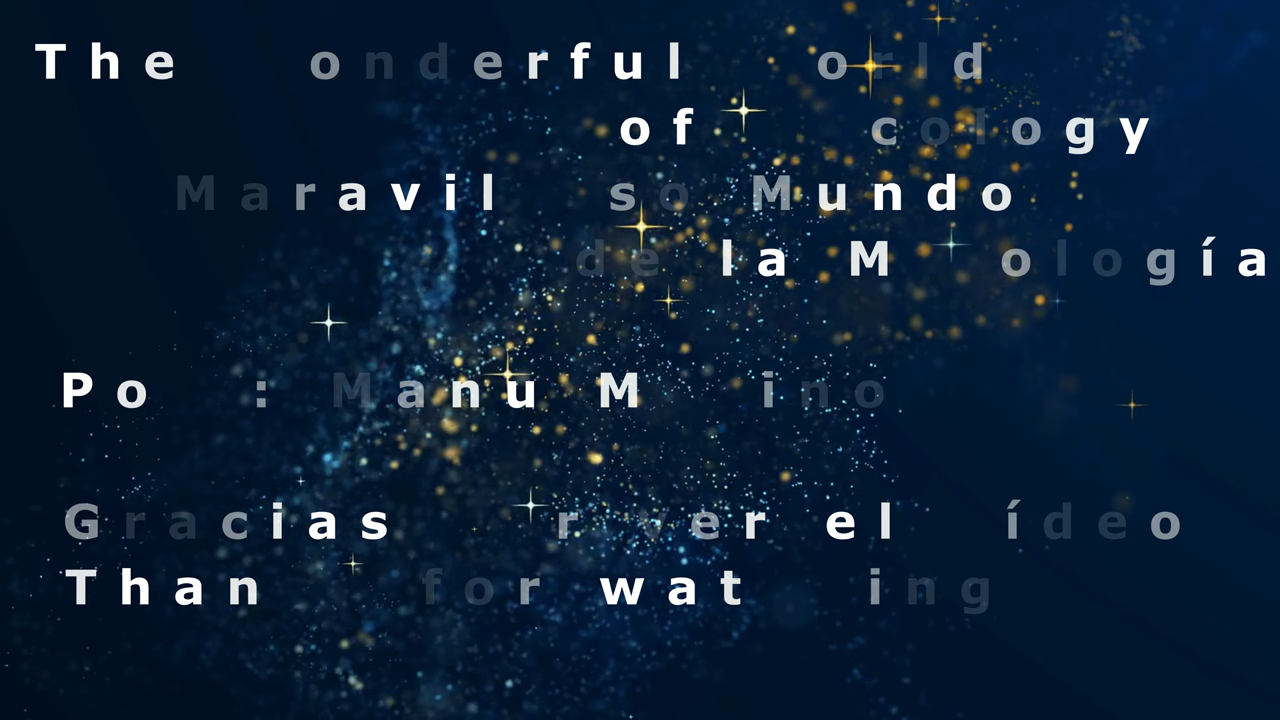 The onderful orld
of cology
Maravil so Mundo
de la M ología
Po : Manu M ino
Gracias r ver el ídeo
Than for wat ing